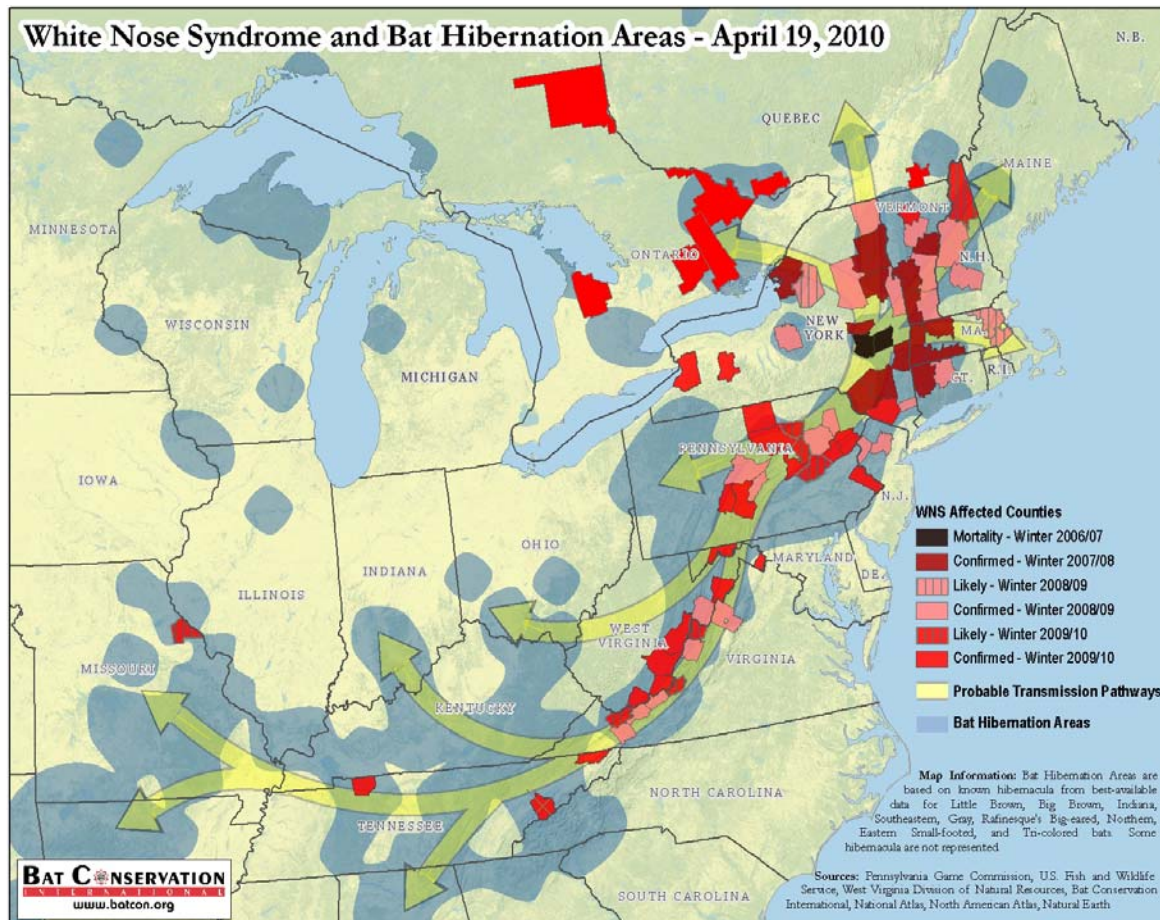 White Nose Syndrome and Bat Hibernation Areas - April 19, 2010
N.B.
QUEBEC
MAINE
MINNESOTA
VERMONT
ONTARIO
N.H.
WISCONSIN
NEW
YORK
MA.
MICHIGAN
CT.
R.I.
PENNSYLVANIA
IOWA
N.J.
OHIO
MARYLAND
DE.
INDIANA
ILLINOIS
WEST
VIRGINIA
VIRGINIA
MISSOURI
KENTUCKY
NORTH CAROLINA
TENNESSEE
SOUTH CAROLINA
WNS Affected Counties
Mortality - Winter 2006/07
Confirmed - Winter 2007/08
Likely - Winter 2008/09
Confirmed - Winter 2008/09
Likely - Winter 2009/10
Confirmed - Winter 2009/10
Probable Transmission Pathways
Bat Hibernation Areas
Map Information: Bat Hibernation Areas are
based on known hibernacula from best-available
data for Little Brown, Big Brown, Indiana,
Southeastern, Gray, Rafinesque's Big-eared, Northern,
Eastern Small-footed, and Tri-colored bats. Some
hibernacula are not represented
Sources: Pennsylvania Game Commission, U.S. Fish and Wildlife
Service, West Virginia Division of Natural Resources, Bat Conservation
International, National Atlas, North American Atlas, Natural Earth
BAT CONSERVATION
INTERNATIONAL
www.batcon.org